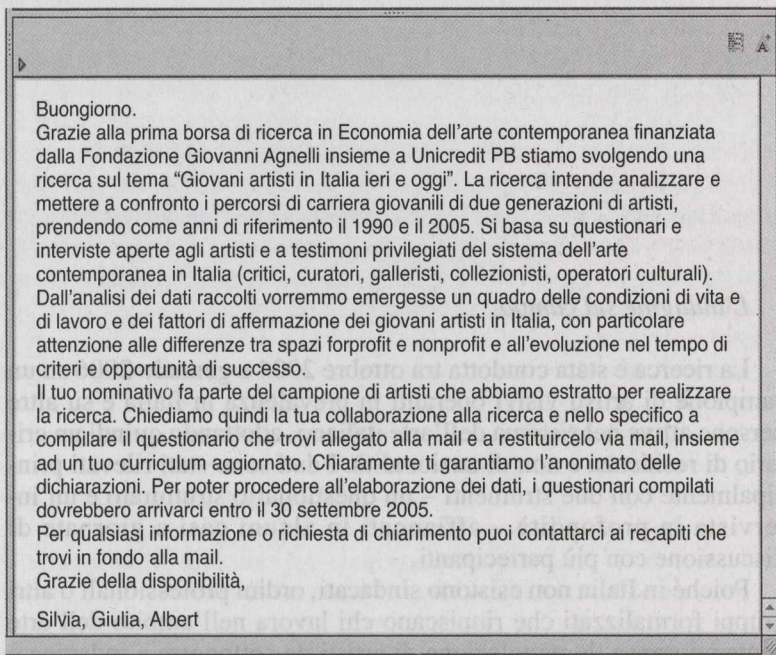 Buongiorno.
Grazie alla prima borsa di ricerca in Economia dell'arte contemporanea finanziata
dalla Fondazione Giovanni Agnelli insieme a Unicredit PB stiamo svolgendo una
ricerca sul tema “Giovani artisti in Italia ieri e oggi”. La ricerca intende analizzare e
mettere a confronto i percorsi di carriera giovanili di due generazioni di artisti,
prendendo come anni di riferimento il 1990 e il 2005. Si basa su questionari e
interviste aperte agli artisti e a testimoni privilegiati del sistema dell'arte
contemporanea in Italia (critici, curatori, galleristi, collezionisti, operatori culturali).
Dall'analisi dei dati raccolti vorremmo emergesse un quadro delle condizioni di vita e
di lavoro e dei fattori di affermazione dei giovani artisti in Italia, con particolare
attenzione alle differenze tra spazi forprofit e nonprofit e all'evoluzione nel tempo di
criteri e opportunità di successo.
Il tuo nominativo fa parte del campione di artisti che abbiamo estratto per realizzare
la ricerca. Chiediamo quindi la tua collaborazione alla ricerca e nello specifico di
compilare il questionario che trovi allegato alla mail e di restituircelo via mail, insieme
ad un tuo curriculum aggiornato. Chiaramente ti garantiamo l'anonimato delle
dichiarazioni. Per poter procedere all'elaborazione dei dati, i questionari compilati
dovrebbero arrivarci entro il 30 settembre 2005.
Per qualsiasi informazione o richiesta di chiarimento puoi contattarci ai recapiti che
trovi in fondo alla mail.
Grazie della disponibilità,
Silvia, Giulia, Albert